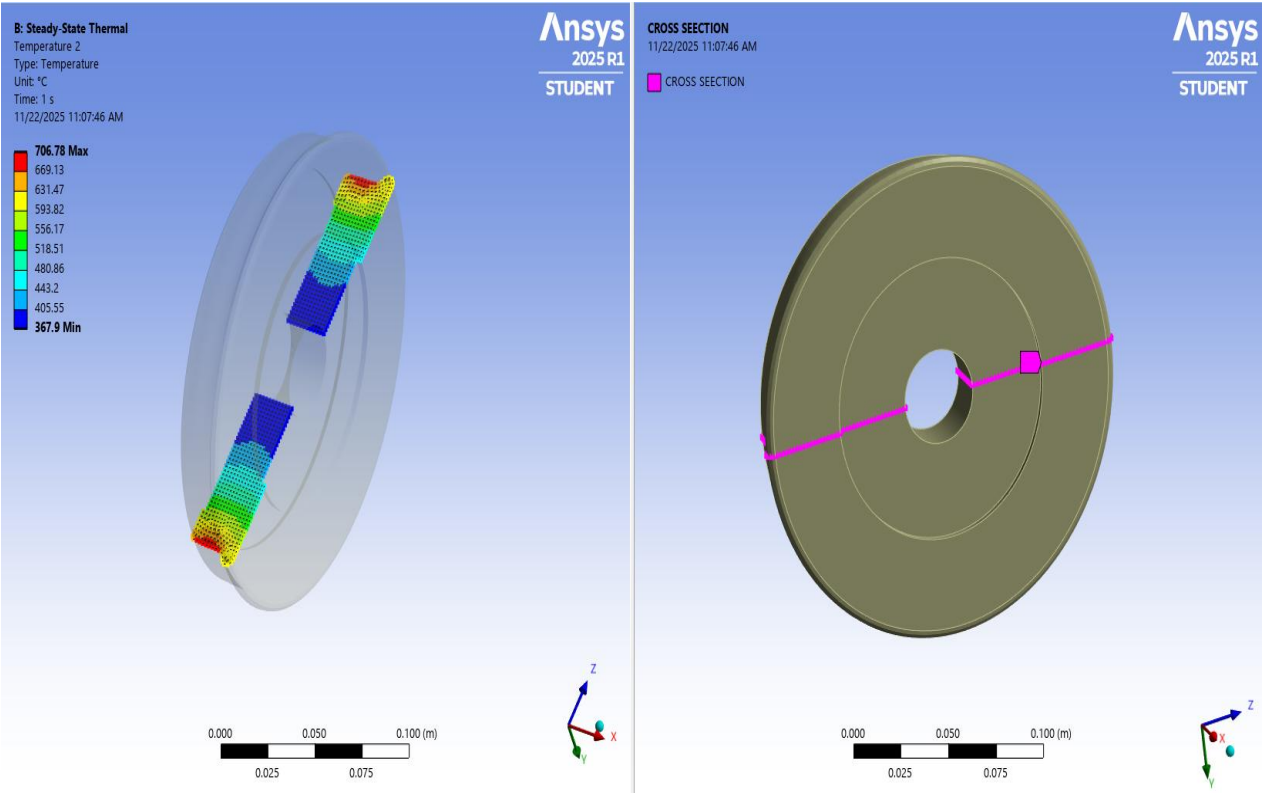 B: Steady-State Thermal
Temperature 2
Type: Temperature
Unit: °C
Time: 1 s
11/22/2025 11:07:46 AM
706.78 Max
669.13
631.47
593.82
556.17
518.51
480.86
443.2
405.55
367.9 Min
Ansys
2025 R1
STUDENT
Z
X
Y
0.000 0.050 0.100 (m)
0.025 0.075
CROSS SECTION
11/22/2025 11:07:46 AM
CROSS SECTION
Ansys
2025 R1
STUDENT
Z
X
Y
0.000 0.050 0.100 (m)
0.025 0.075